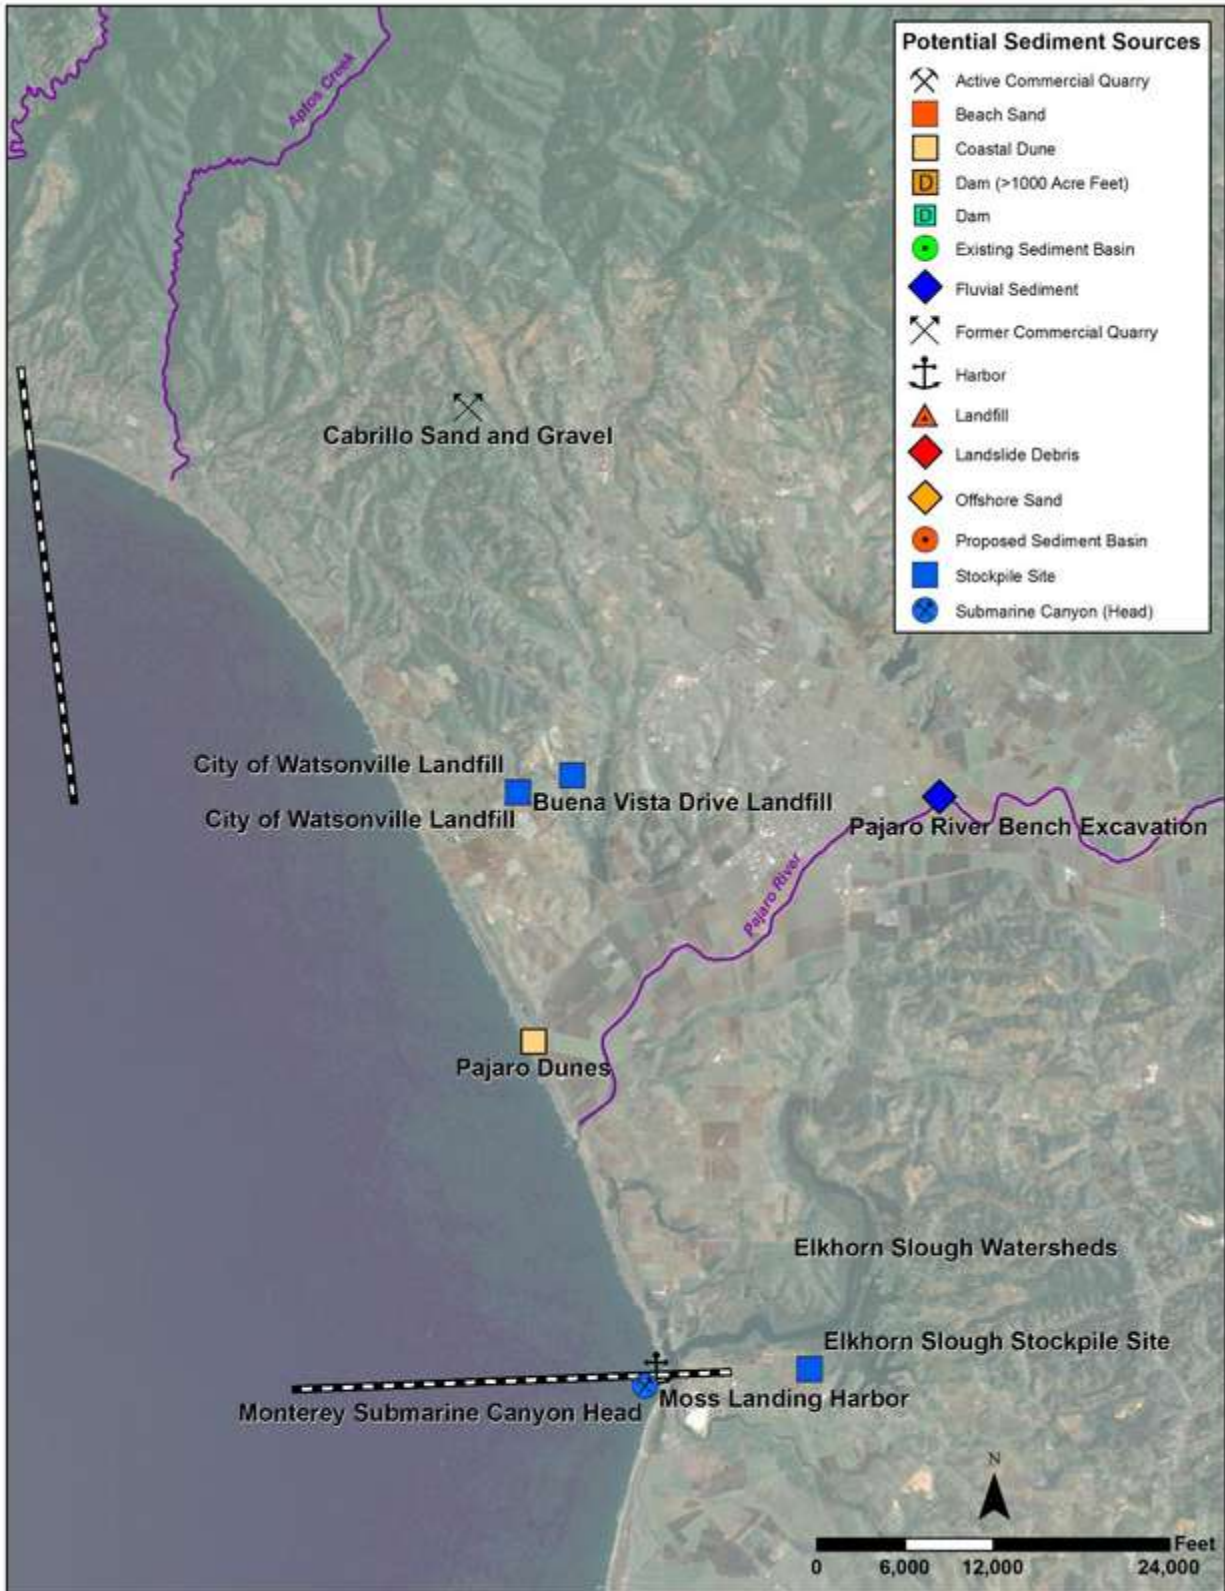 Potential Sediment Sources
Active Commercial Quarry
Beach Sand
Coastal Dune
D Dam (>1000 Acre Feet)
D Dam
Existing Sediment Basin
Fluvial Sediment
Former Commercial Quarry
Harbor
Landfill
Landslide Debris
Offshore Sand
Proposed Sediment Basin
Stockpile Site
Submarine Canyon (Head)
Aptos Creek
Cabrillo Sand and Gravel
City of Watsonville Landfill
Buena Vista Drive Landfill
City of Watsonville Landfill
Pajaro River Bench Excavation
Pajaro River
Pajaro Dunes
Elkhorn Slough Watersheds
Elkhorn Slough Stockpile Site
Moss Landing Harbor
Monterey Submarine Canyon Head
N
Feet
0 6,000 12,000 24,000